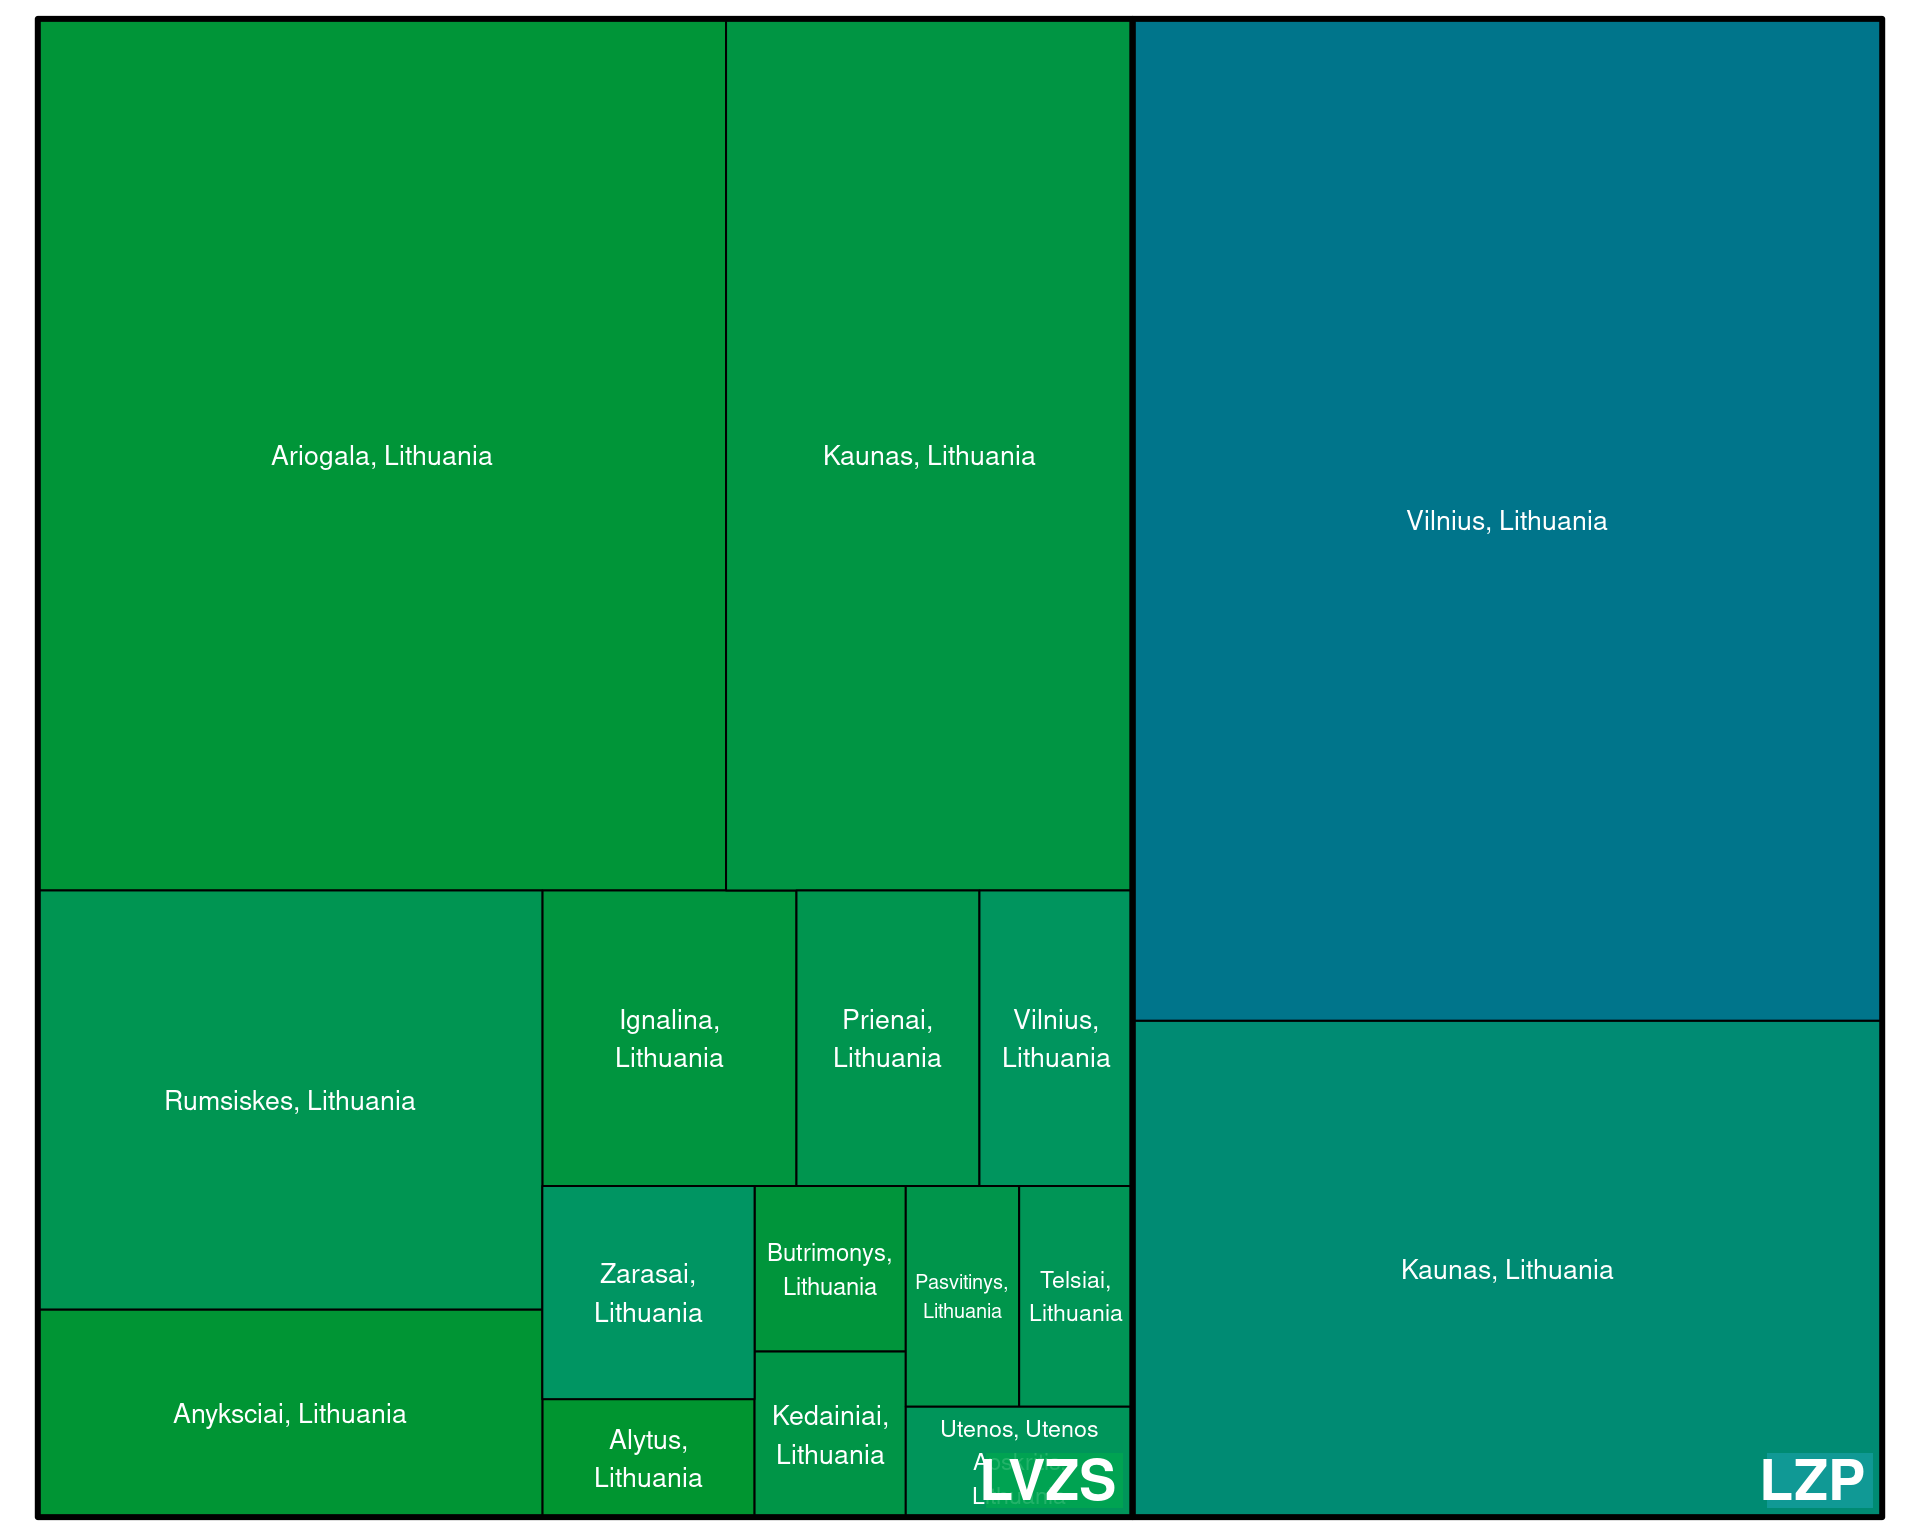 Ariogala, Lithuania
Kaunas, Lithuania
Vilnius, Lithuania
Rumsiskes, Lithuania
Ignalina,
Lithuania
Prienai,
Lithuania
Vilnius,
Lithuania
Zarasai,
Lithuania
Butrimonys,
Lithuania
Pasvitinys,
Lithuania
Telsiai,
Lithuania
Kaunas, Lithuania
Anyksciai, Lithuania
Alytus,
Lithuania
Kedainiai,
Lithuania
Utenos, Utenos
Lithuania
LVZS
LZP